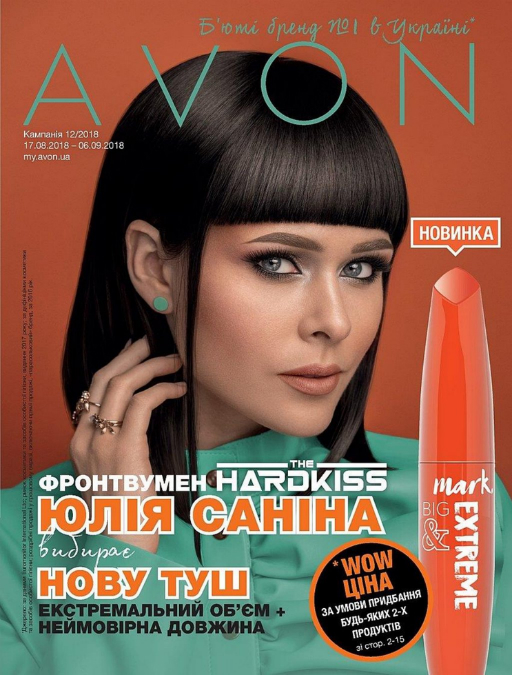 Б'юті бренд №1 в Україні*
AVON
Кампанія 12/2018
17.08.2018 – 06.09.2018
my.avon.ua
НОВИНКА
ФРОНТВУМЕН THE HARDKISS
ЮЛІЯ САНІНА
вибирає
НОВУ ТУШ
ЕКСТРЕМАЛЬНИЙ ОБ'ЄМ +
НЕЙМОВІРНА ДОВЖИНА
*WOW
ЦІНА
ЗА УМОВИ ПРИДБАННЯ
БУДЬ-ЯКИХ 2-Х
ПРОДУКТІВ
зі стор. 2-15
mark.
BIG
&
EXTREME